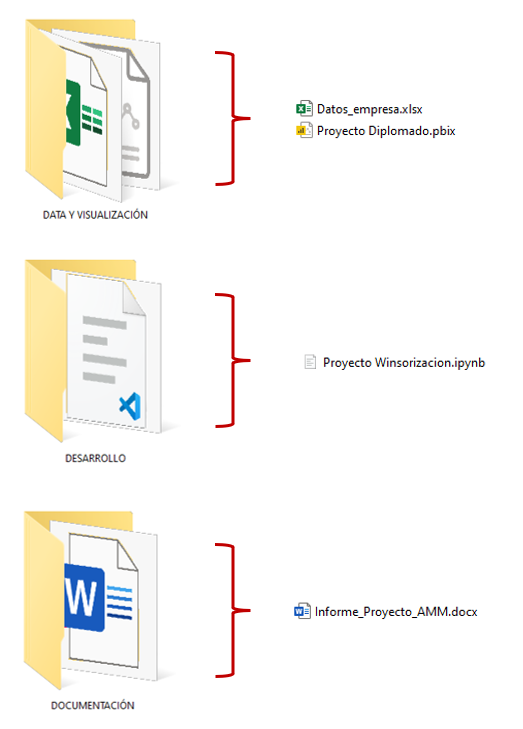 Datos_empresa.xlsx
Proyecto Diplomado.pbix
DATA Y VISUALIZACIÓN
Proyecto Winsorizacion.ipynb
DESARROLLO
W
Informe_Proyecto_AMM.docx
DOCUMENTACIÓN